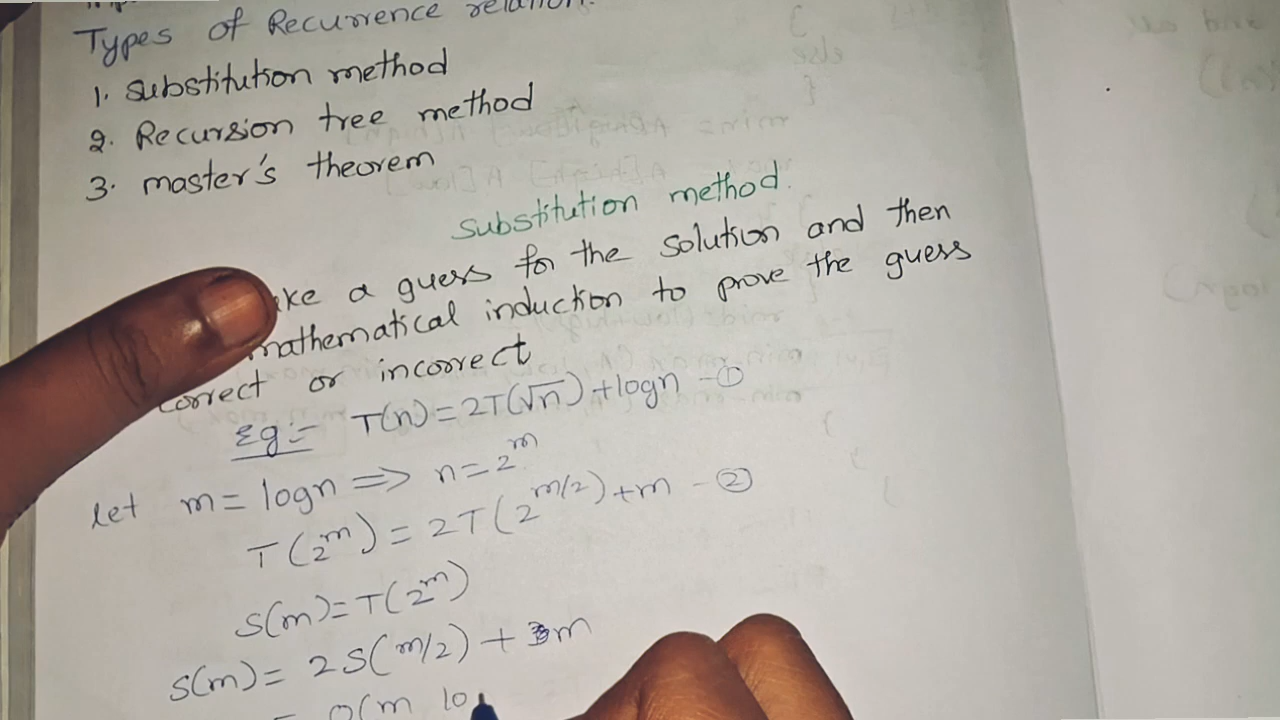 Types of Recurrence relation.
1. substitution method
2. Recursion tree method
3. master's theorem
substitution method.
a guess for the solution and then
mathematical induction to prove the guess
correct or incorrect
Eg:- T(n) = 2T(√n) + logn - ①
let m = logn => n = 2^m
T(2^m) = 2T(2^m/2) + m - ②
S(m) = T(2^m)
S(m) = 2S(m/2) + m
= O(m lo